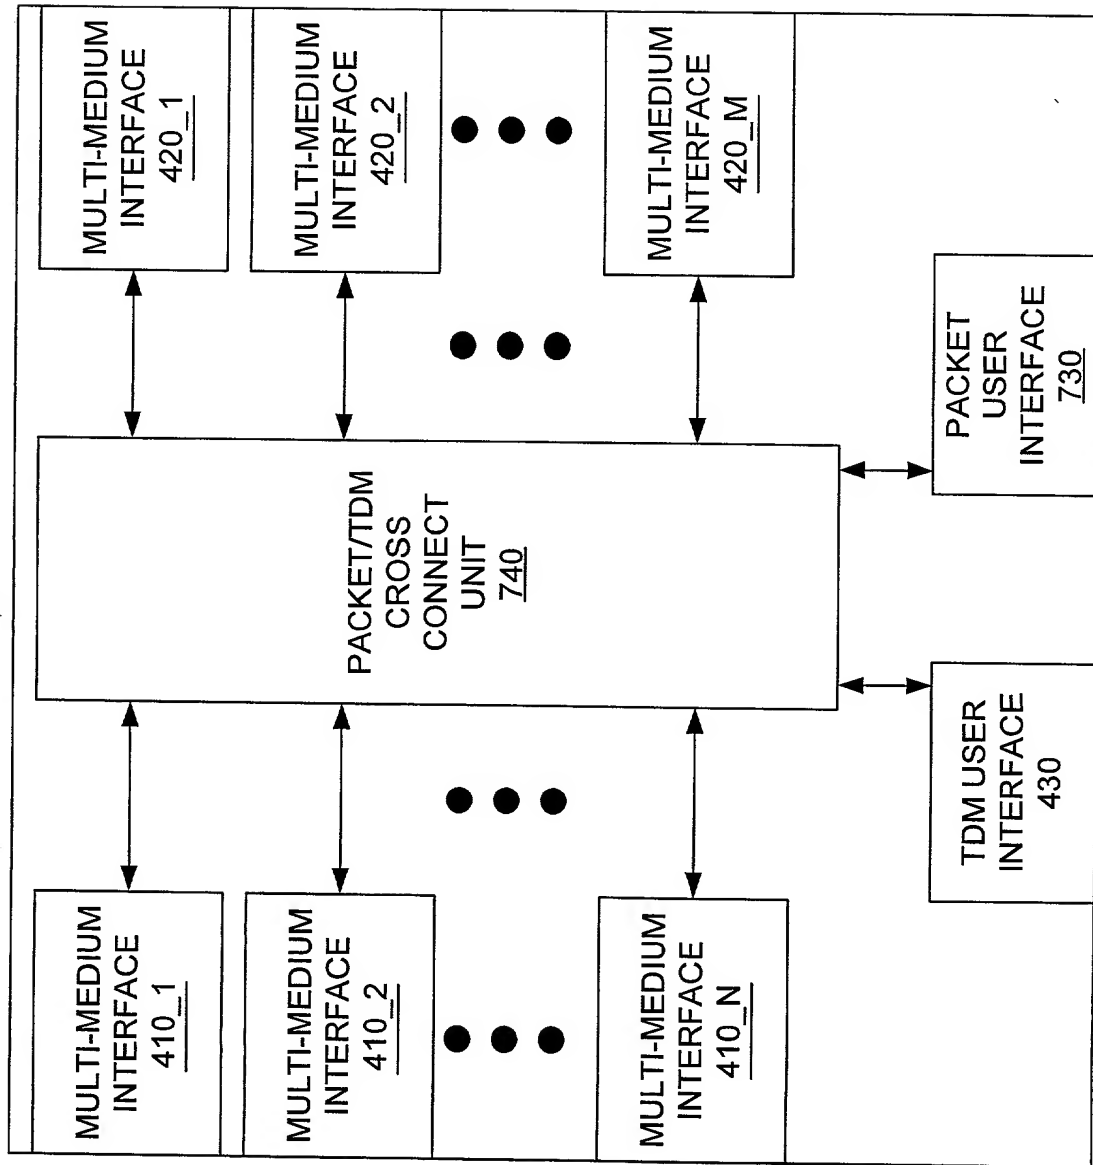 MULTI-MEDIUM
INTERFACE
410_1
MULTI-MEDIUM
INTERFACE
410_2
MULTI-MEDIUM
INTERFACE
410_N
PACKET/TDM
CROSS
CONNECT
UNIT
740
MULTI-MEDIUM
INTERFACE
420_1
MULTI-MEDIUM
INTERFACE
420_2
MULTI-MEDIUM
INTERFACE
420_M
TDM USER
INTERFACE
430
PACKET
USER
INTERFACE
730